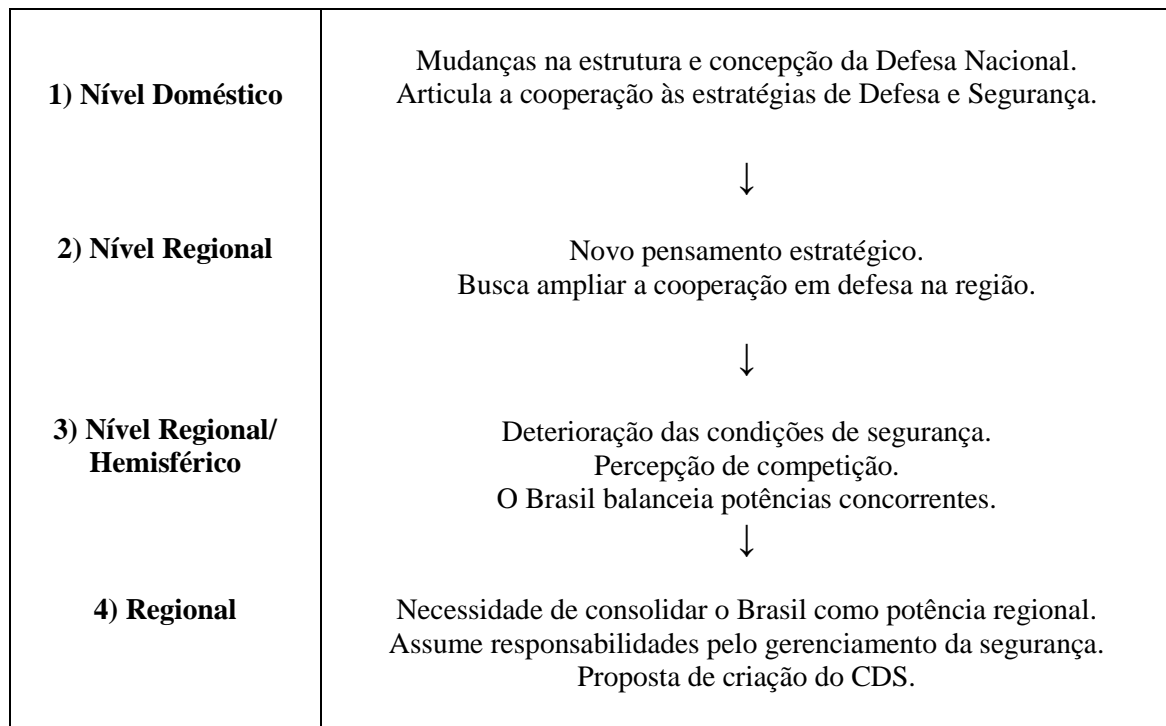 1) Nível Doméstico
Mudanças na estrutura e concepção da Defesa Nacional.
Articula a cooperação às estratégias de Defesa e Segurança.
↓
2) Nível Regional
Novo pensamento estratégico.
Busca ampliar a cooperação em defesa na região.
↓
3) Nível Regional/
Hemisférico
Deterioração das condições de segurança.
Percepção de competição.
O Brasil balanceia potências concorrentes.
↓
4) Regional
Necessidade de consolidar o Brasil como potência regional.
Assume responsabilidades pelo gerenciamento da segurança.
Proposta de criação do CDS.